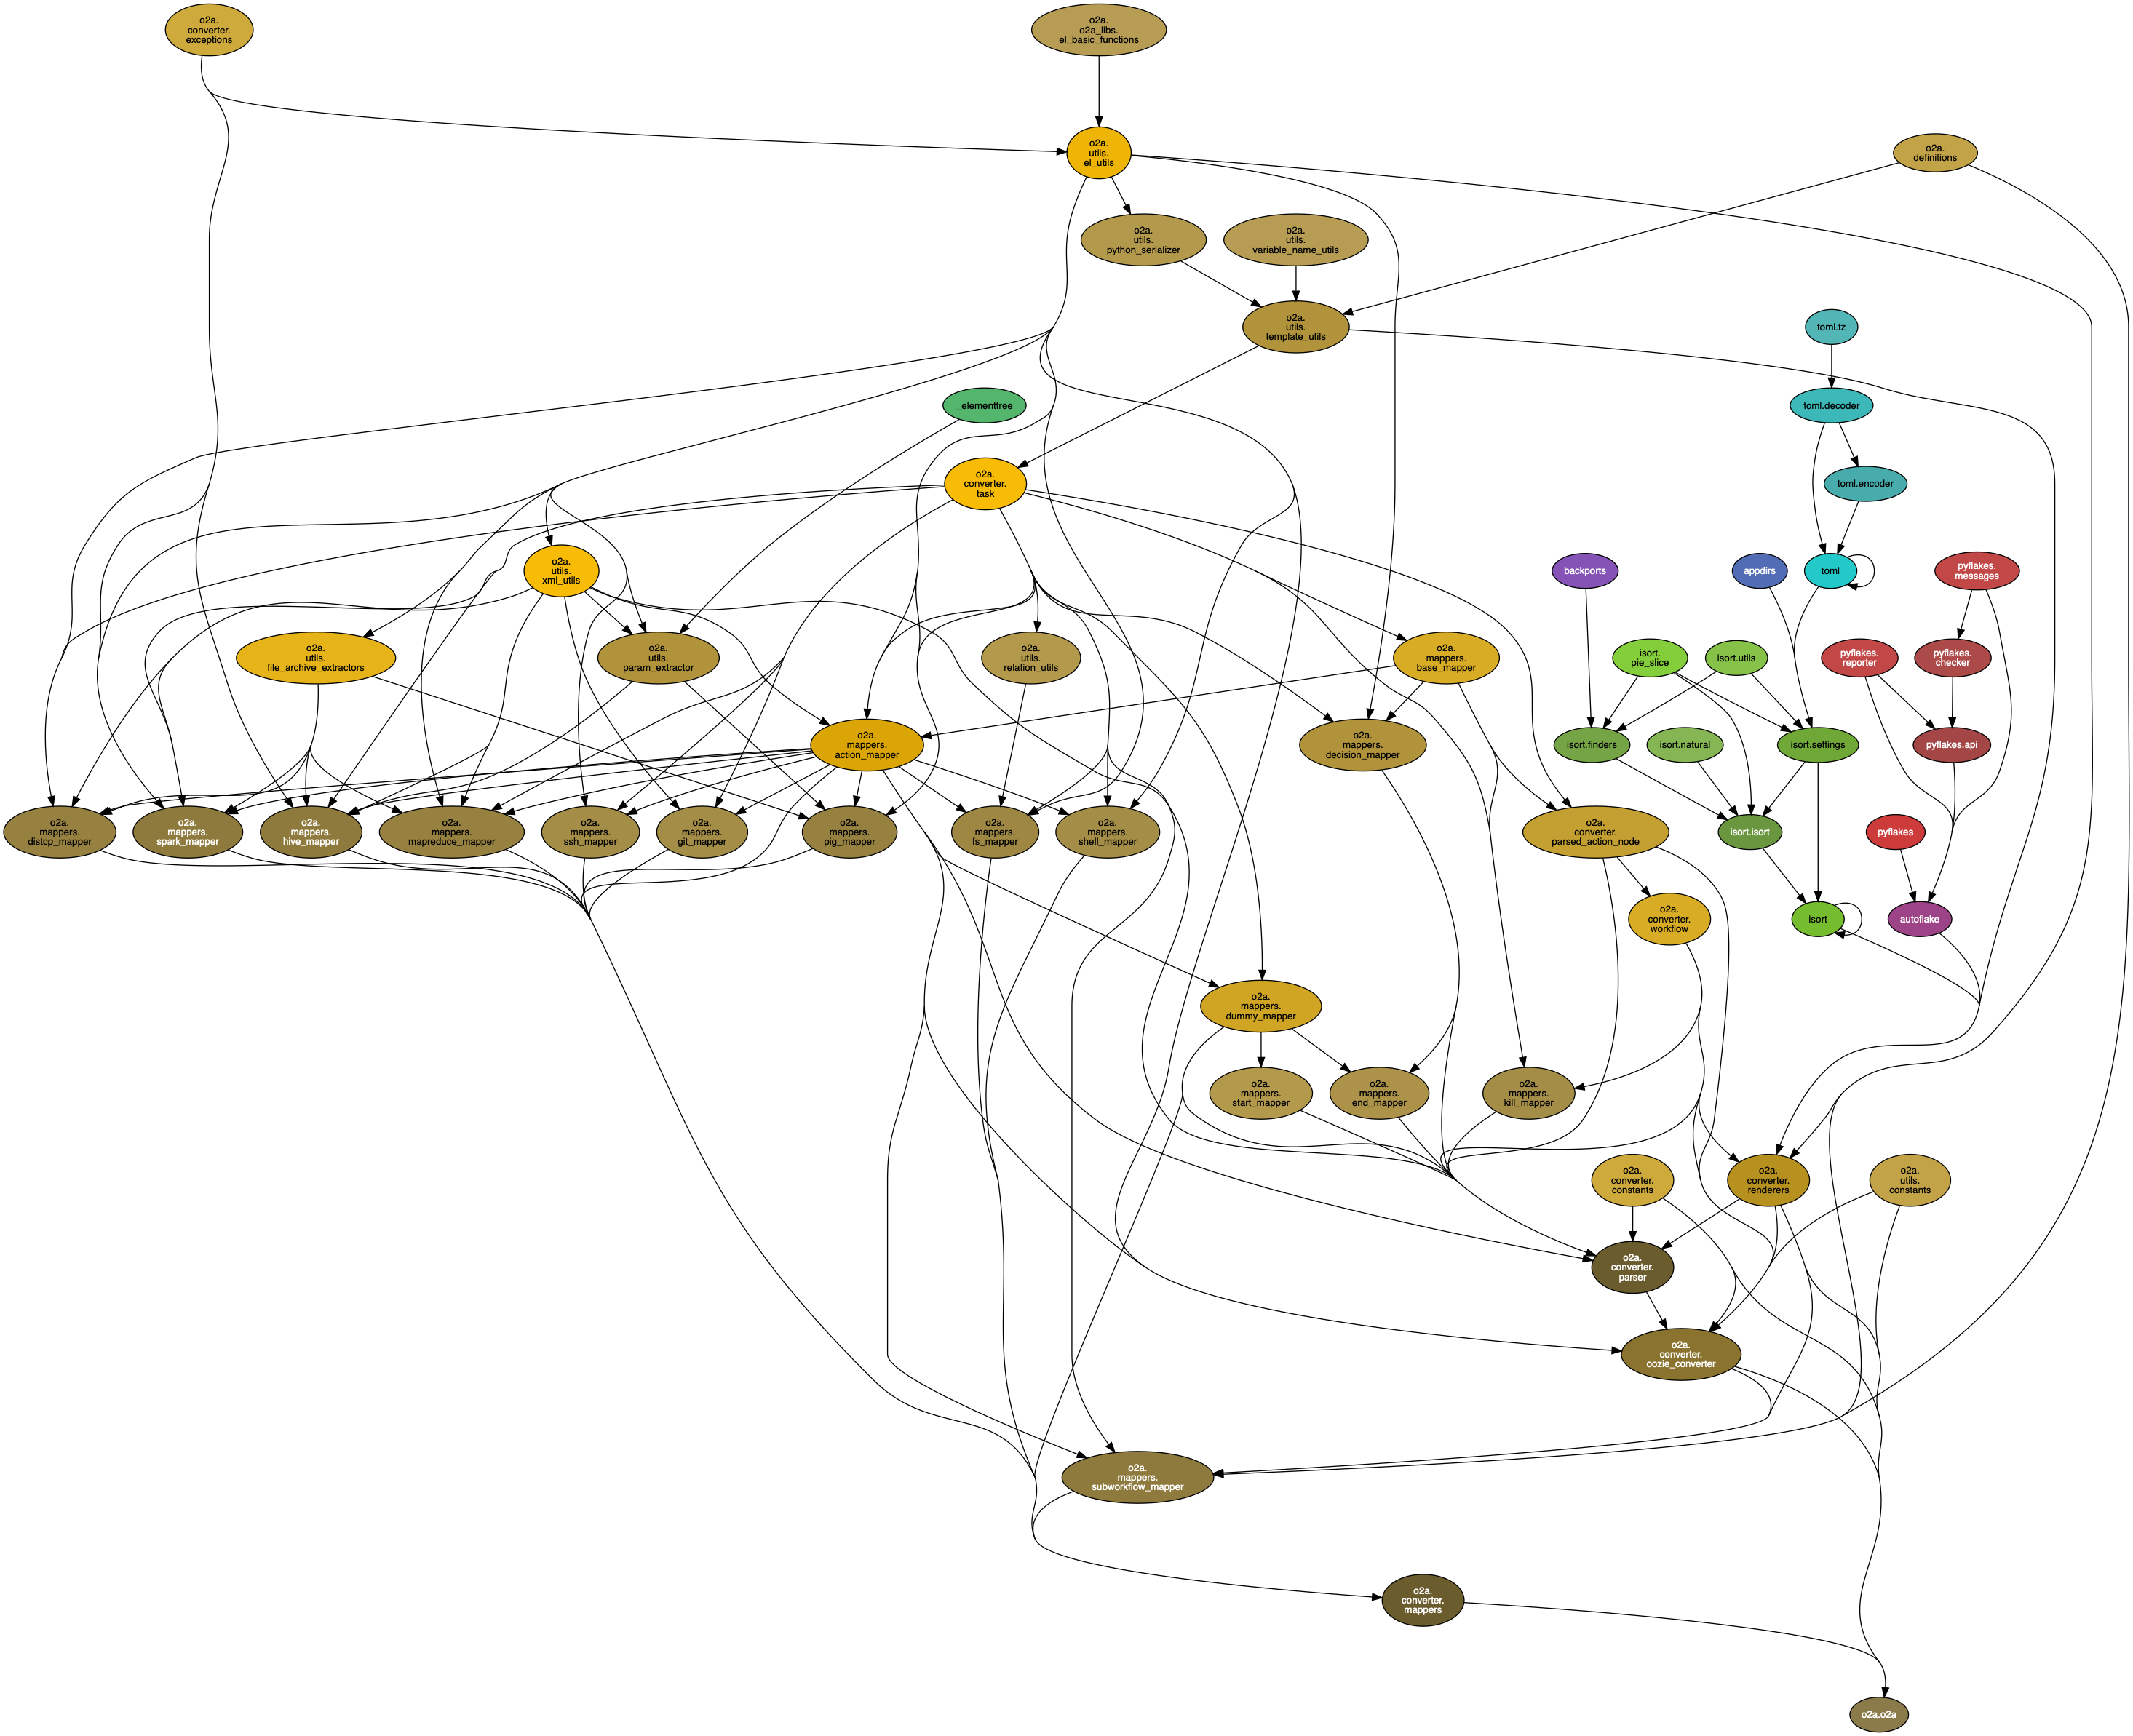 o2a.
converter.
exceptions
o2a.
o2a_libs.
el_basic_functions
o2a.
utils.
el_utils
o2a.
definitions
o2a.
utils.
python_serializer
o2a.
utils.
variable_name_utils
o2a.
utils.
template_utils
toml.tz
_elementtree
toml.decoder
o2a.
converter.
task
toml.encoder
o2a.
utils.
xml_utils
backports
appdirs
toml
pyflakes.
messages
o2a.
utils.
file_archive_extractors
o2a.
utils.
param_extractor
o2a.
utils.
relation_utils
o2a.
mappers.
base_mapper
isort.
pie_slice
isort.utils
pyflakes.
reporter
pyflakes.
checker
o2a.
mappers.
action_mapper
o2a.
mappers.
decision_mapper
isort.finders
isort.natural
isort.settings
pyflakes.api
o2a.
mappers.
distcp_mapper
o2a.
mappers.
spark_mapper
o2a.
mappers.
hive_mapper
o2a.
mappers.
mapreduce_mapper
o2a.
mappers.
ssh_mapper
o2a.
mappers.
git_mapper
o2a.
mappers.
pig_mapper
o2a.
mappers.
fs_mapper
o2a.
mappers.
shell_mapper
o2a.
converter.
parsed_action_node
isort.isort
pyflakes
o2a.
converter.
workflow
isort
autoflake
o2a.
mappers.
dummy_mapper
o2a.
mappers.
start_mapper
o2a.
mappers.
end_mapper
o2a.
mappers.
kill_mapper
o2a.
converter.
constants
o2a.
converter.
renderers
o2a.
utils.
constants
o2a.
converter.
parser
o2a.
converter.
oozie_converter
o2a.
mappers.
subworkflow_mapper
o2a.
converter.
mappers
o2a.o2a